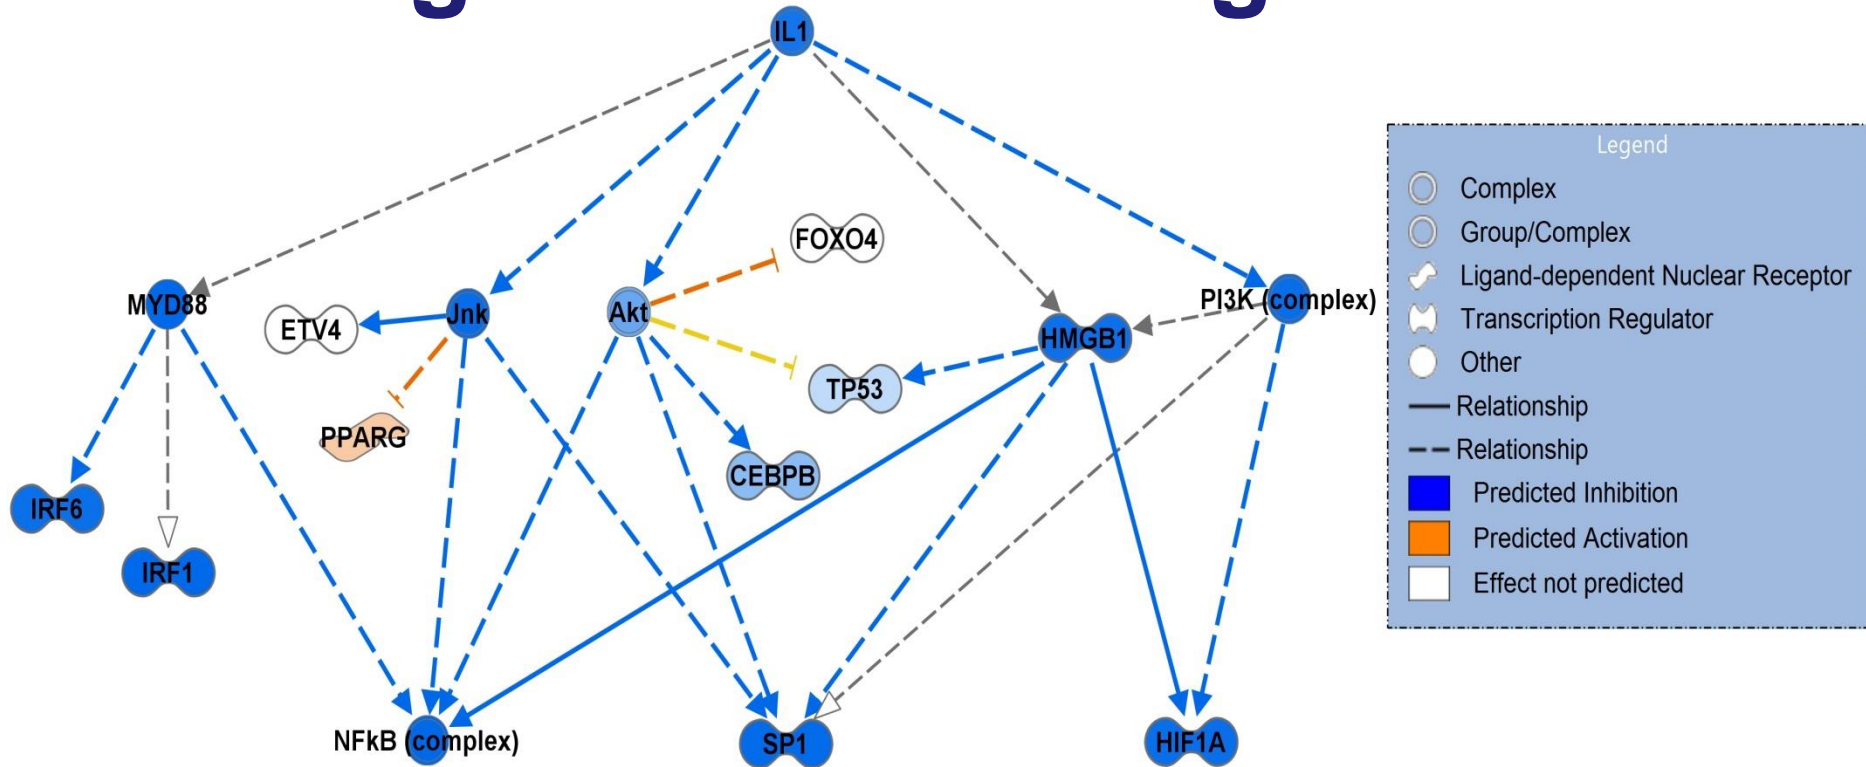 IL1
FOXO4
MYD88
ETV4
Jnk
Akt
PI3K (complex)
HMGB1
TP53
PPARG
CEBPB
IRF6
IRF1
NFkB (complex)
SP1
HIF1A
Legend
Complex
Group/Complex
Ligand-dependent Nuclear Receptor
Transcription Regulator
Other
Relationship
Relationship
Predicted Inhibition
Predicted Activation
Effect not predicted